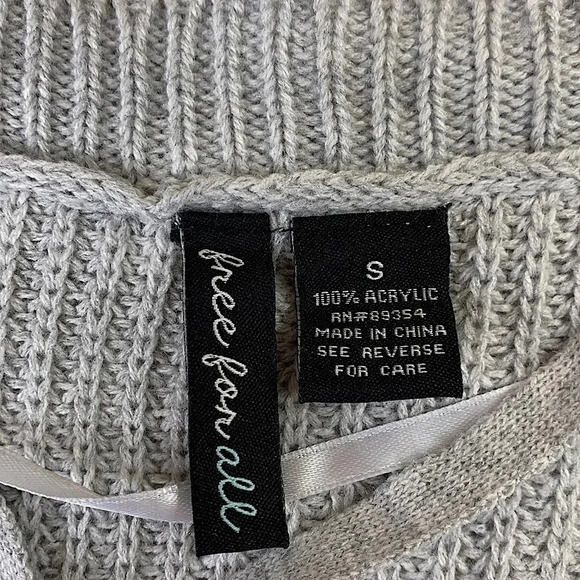 free for all
S
100% ACRYLIC
RN#89354
MADE IN CHINA
SEE REVERSE
FOR CARE